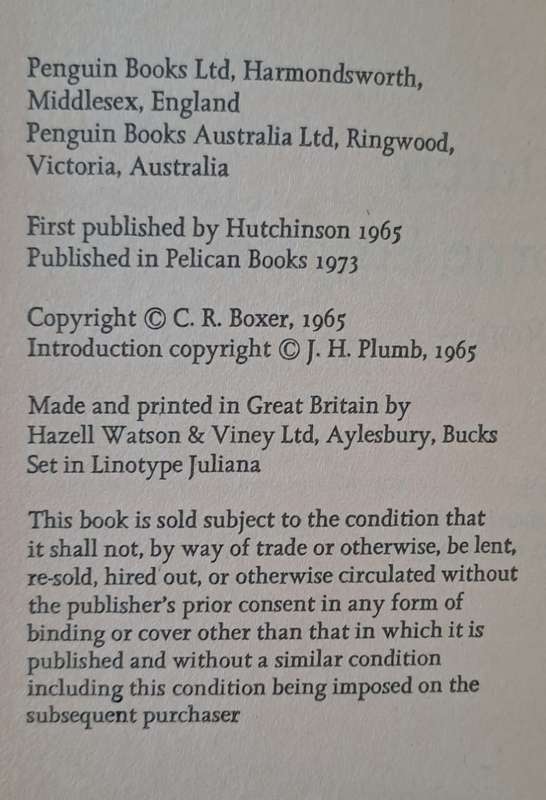 Penguin Books Ltd, Harmondsworth,
Middlesex, England
Penguin Books Australia Ltd, Ringwood,
Victoria, Australia
First published by Hutchinson 1965
Published in Pelican Books 1973
Copyright © C. R. Boxer, 1965
Introduction copyright © J. H. Plumb, 1965
Made and printed in Great Britain by
Hazell Watson & Viney Ltd, Aylesbury, Bucks
Set in Linotype Juliana
This book is sold subject to the condition that
it shall not, by way of trade or otherwise, be lent,
re-sold, hired out, or otherwise circulated without
the publisher's prior consent in any form of
binding or cover other than that in which it is
published and without a similar condition
including this condition being imposed on the
subsequent purchaser